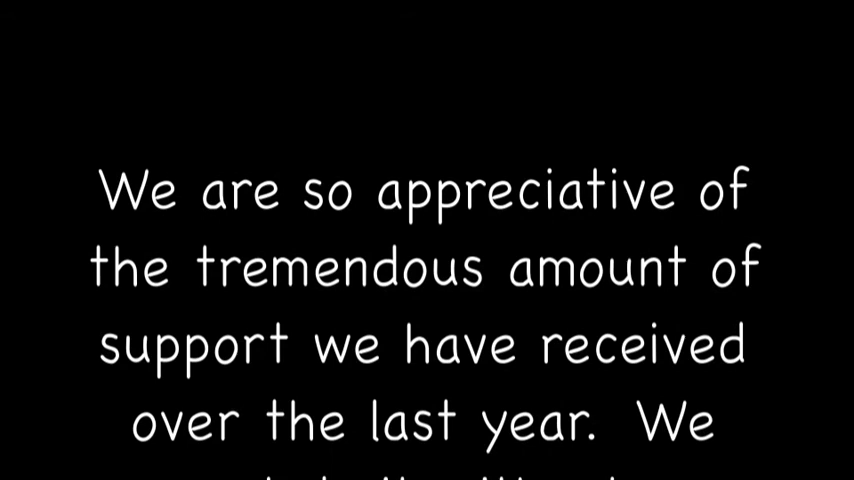 We are so appreciative of
the tremendous amount of
support we have received
over the last year.  We